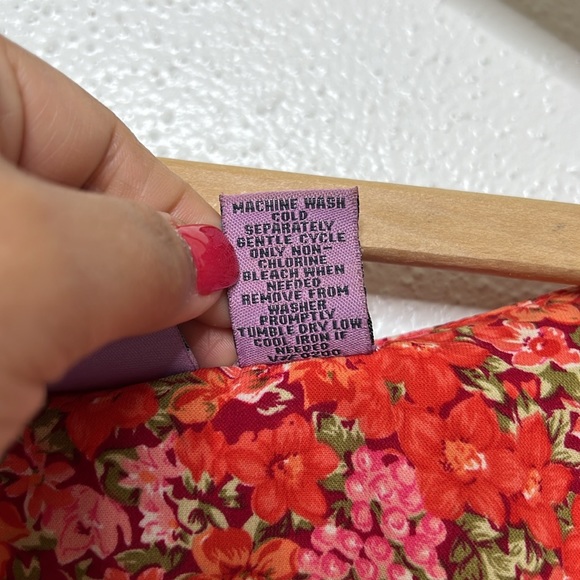 MACHINE WASH
COLD
SEPARATELY
GENTLE CYCLE
ONLY NON-
CHLORINE
BLEACH WHEN
NEEDED
REMOVE FROM
WASHER
PROMPTLY
TUMBLE DRY LOW
COOL IRON IF
NEEDED